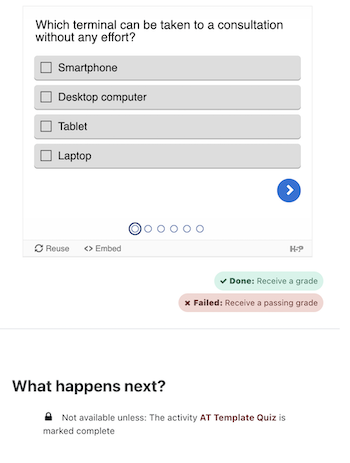 Which terminal can be taken to a consultation
without any effort?
Smartphone
Desktop computer
Tablet
Laptop
Reuse
<> Embed
H-P
Done: Receive a grade
Failed: Receive a passing grade
What happens next?
Not available unless: The activity AT Template Quiz is
marked complete